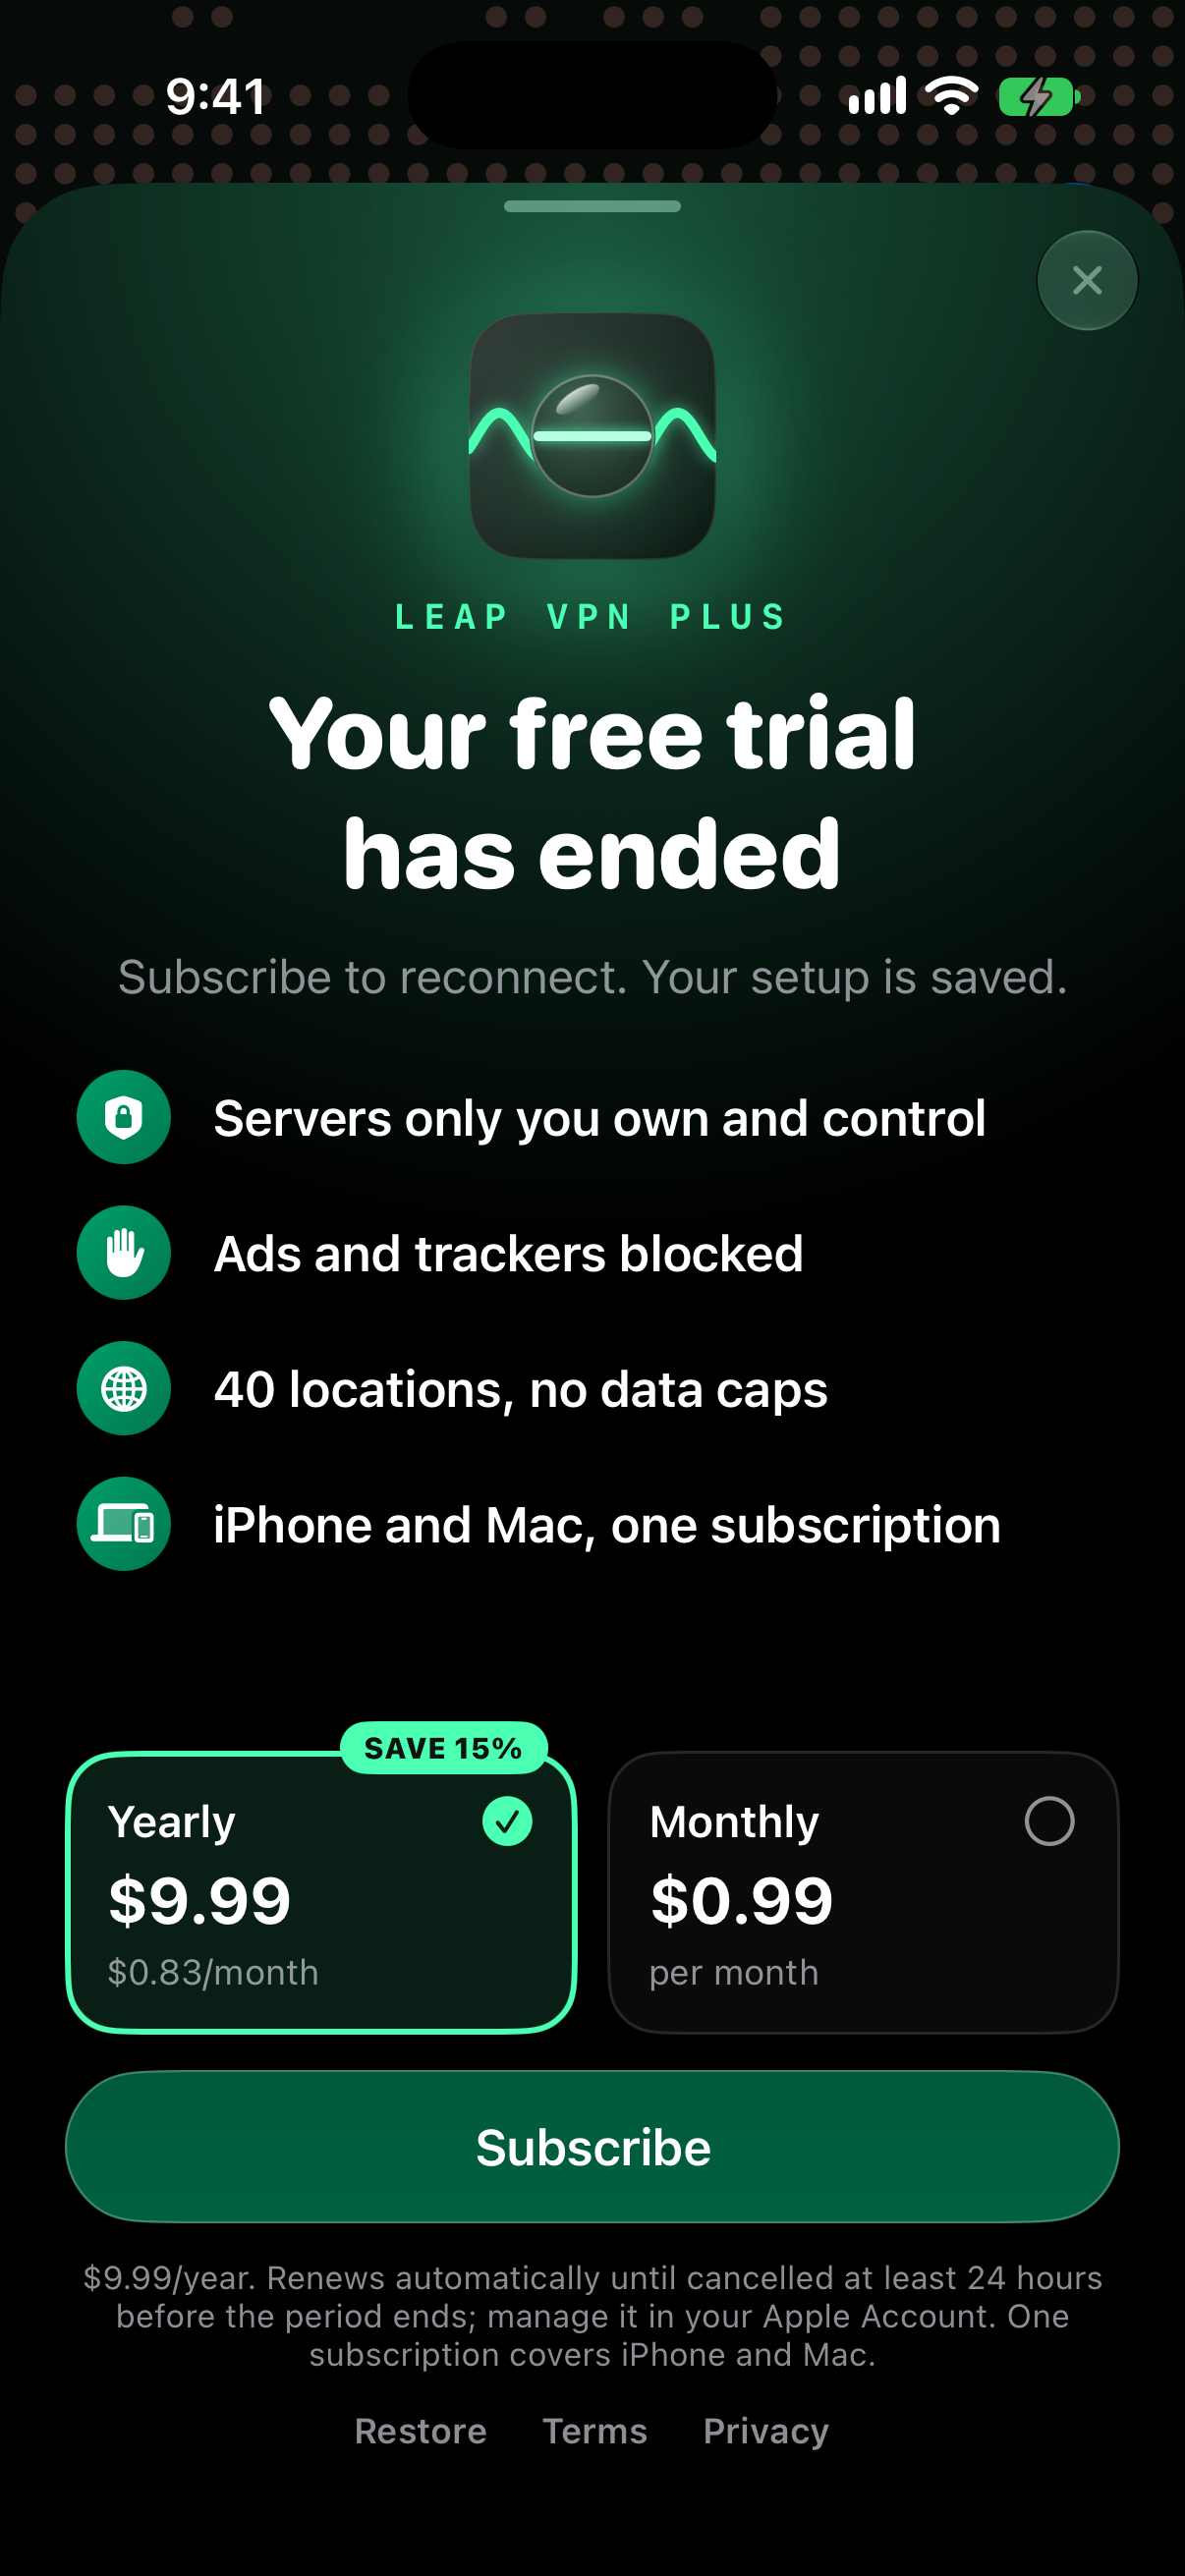 9:41
LEAP VPN PLUS
Your free trial
has ended
Subscribe to reconnect. Your setup is saved.
Servers only you own and control
Ads and trackers blocked
40 locations, no data caps
iPhone and Mac, one subscription
SAVE 15%
Yearly
$9.99
$0.83/month
Monthly
$0.99
per month
Subscribe
$9.99/year. Renews automatically until cancelled at least 24 hours
before the period ends; manage it in your Apple Account. One
subscription covers iPhone and Mac.
Restore Terms Privacy